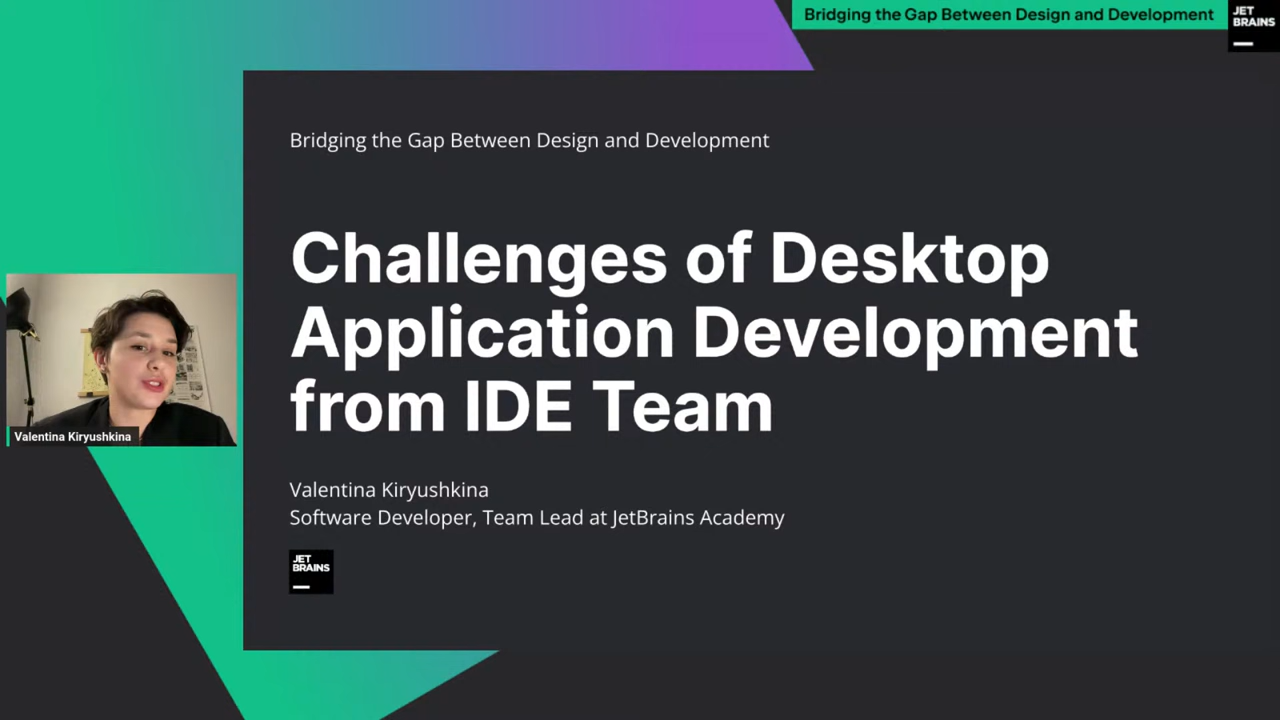 Bridging the Gap Between Design and Development
JET
BRAINS
Bridging the Gap Between Design and Development
Challenges of Desktop
Application Development
from IDE Team
Valentina Kiryushkina
Valentina Kiryushkina
Software Developer, Team Lead at JetBrains Academy
JET
BRAINS